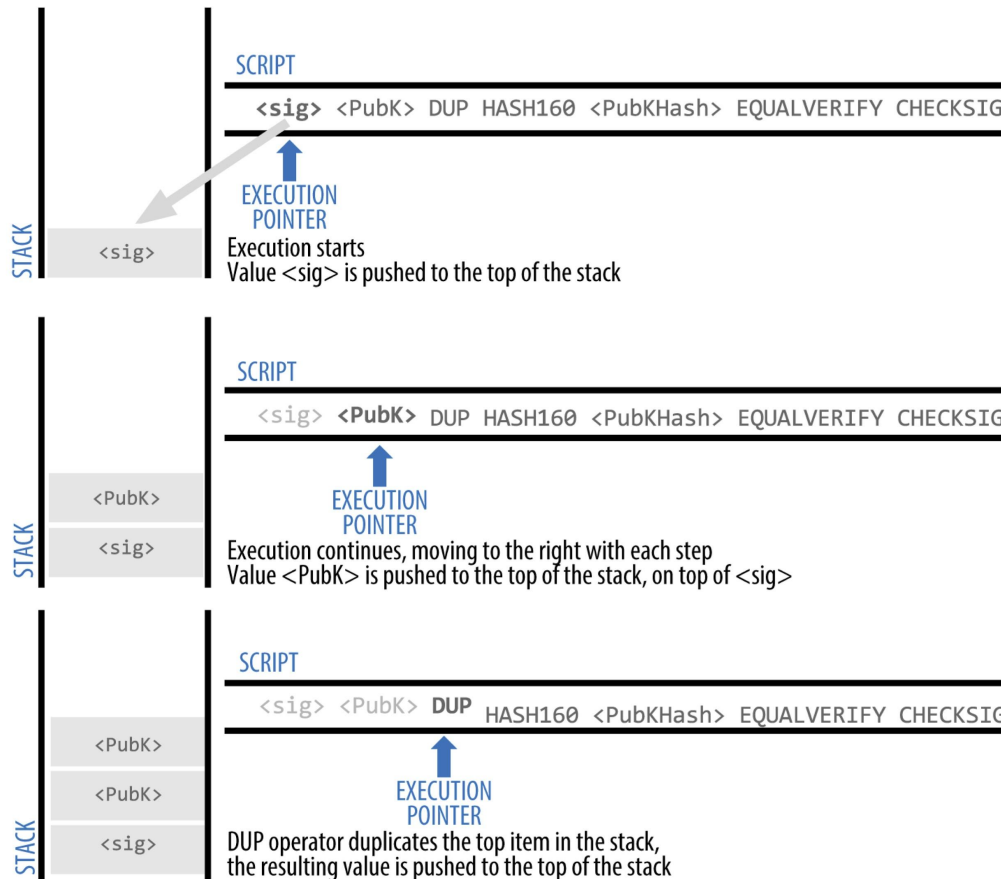 SCRIPT
<sig> <PubK> DUP HASH160 <PubKHash> EQUALVERIFY CHECKSIG
EXECUTION
POINTER
STACK
<sig>
Execution starts
Value <sig> is pushed to the top of the stack
SCRIPT
<sig> <PubK> DUP HASH160 <PubKHash> EQUALVERIFY CHECKSIG
EXECUTION
POINTER
STACK
<PubK>
<sig>
Execution continues, moving to the right with each step
Value <PubK> is pushed to the top of the stack, on top of <sig>
SCRIPT
<sig> <PubK> DUP HASH160 <PubKHash> EQUALVERIFY CHECKSIG
EXECUTION
POINTER
STACK
<PubK>
<PubK>
<sig>
DUP operator duplicates the top item in the stack,
the resulting value is pushed to the top of the stack